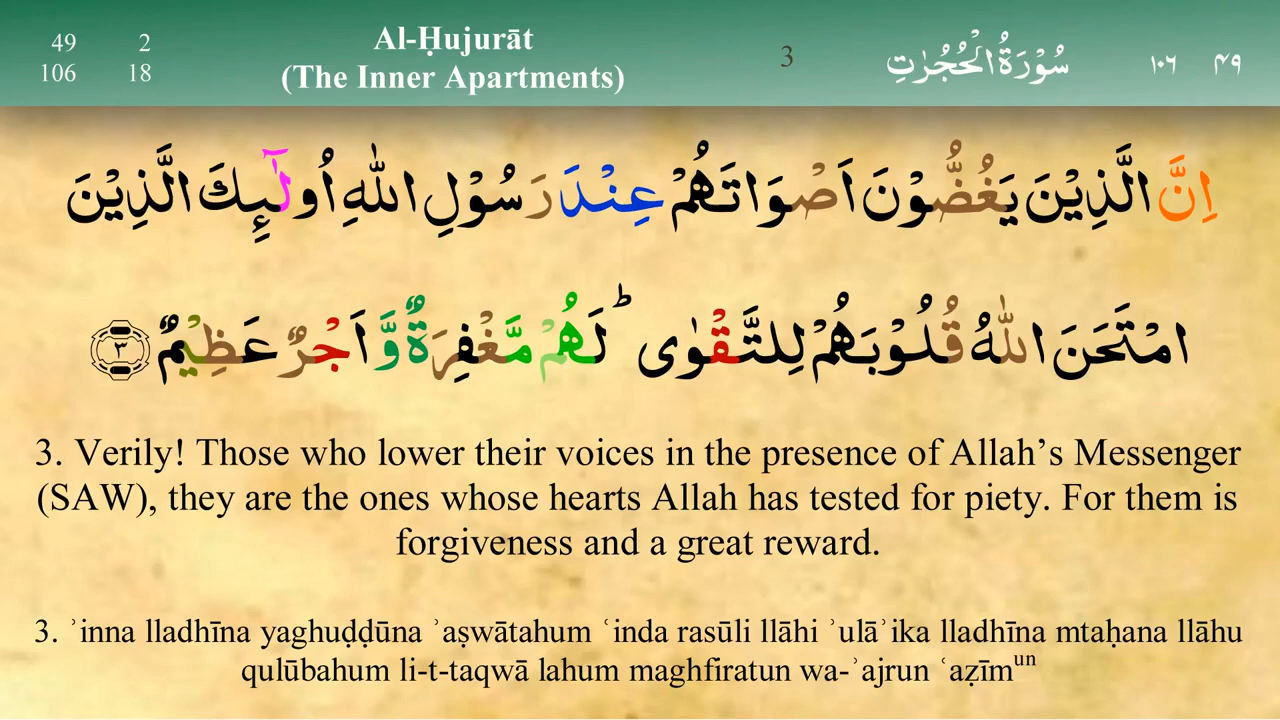 49 2
106 18
Al-Ḥujurāt
(The Inner Apartments)
3
سُوْرَةُ الْحُجُرٰتِ
۱۰۶ ۴۹
اِنَّ الَّذِيْنَ يَغُضُّوْنَ اَصْوَاتَهُمْ عِنْدَ رَسُوْلِ اللّٰهِ اُولٰٓئِكَ الَّذِيْنَ
امْتَحَنَ اللّٰهُ قُلُوْبَهُمْ لِلتَّقْوٰى ؕ لَهُمْ مَّغْفِرَةٌ وَّاَجْرٌ عَظِيْمٌ ۳
3. Verily! Those who lower their voices in the presence of Allah’s Messenger
(SAW), they are the ones whose hearts Allah has tested for piety. For them is
forgiveness and a great reward.
3. ʾinna lladhīna yaghuḍḍūna ʾaṣwātahum ʿinda rasūli llāhi ʾulāʾika lladhīna mtaḥana llāhu
qulūbahum li-t-taqwā lahum maghfiratun wa-ʾajrun ʿaẓīmᵘⁿ